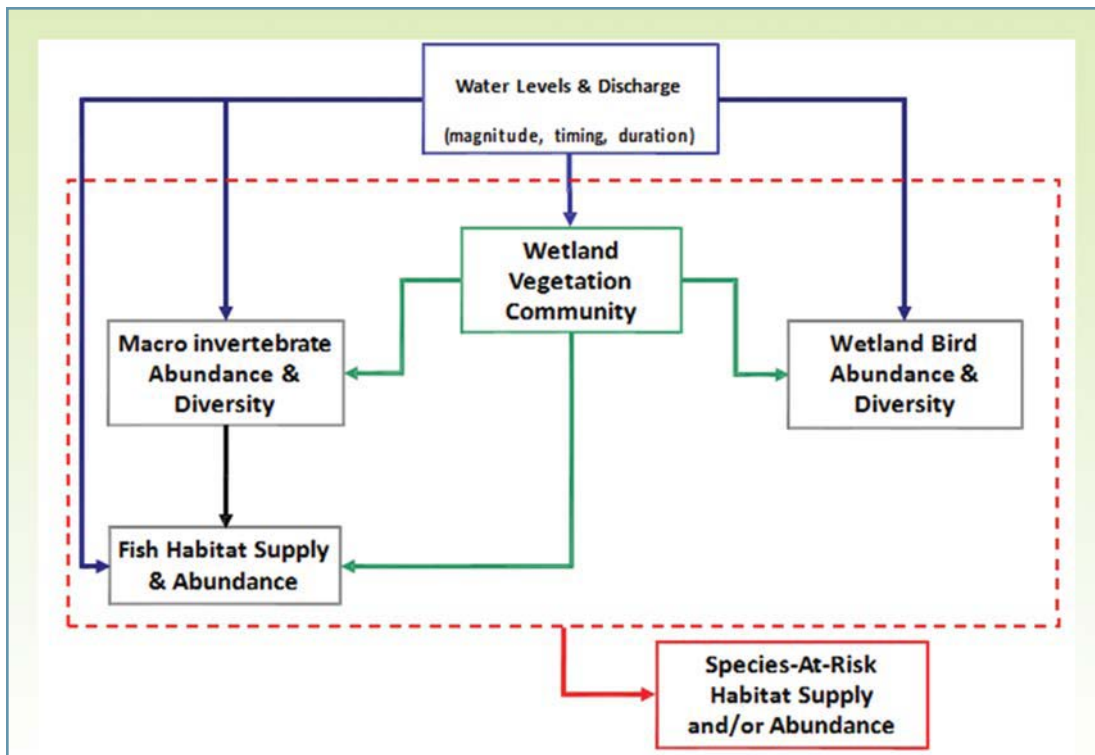 Water Levels & Discharge
(magnitude, timing, duration)
Wetland
Vegetation
Community
Macro invertebrate
Abundance &
Diversity
Wetland Bird
Abundance &
Diversity
Fish Habitat Supply
& Abundance
Species-At-Risk
Habitat Supply
and/or Abundance